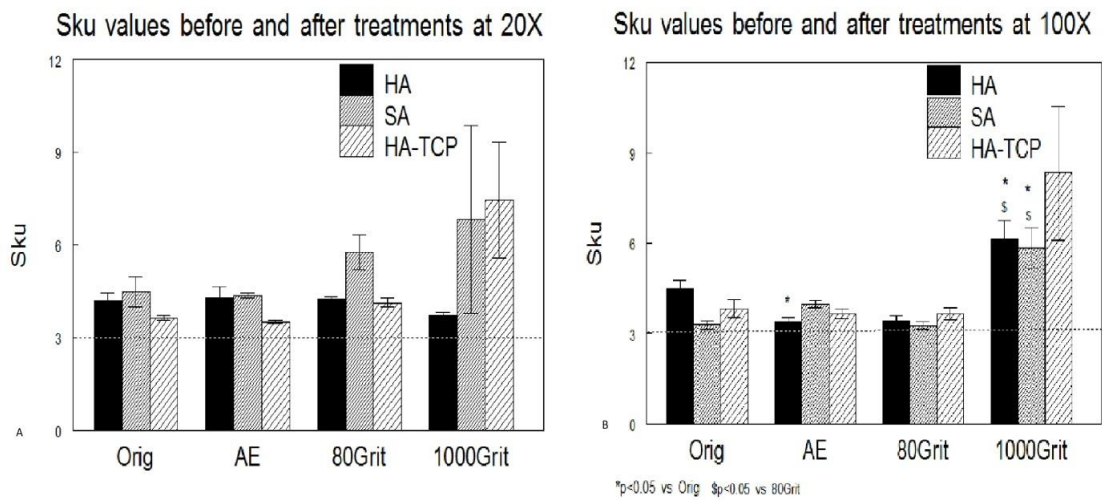 Sku values before and after treatments at 20X
12
9
6
3
0
Sku
HA
SA
HA-TCP
Orig AE 80Grit 1000Grit
A
Sku values before and after treatments at 100X
12
9
6
3
0
Sku
HA
SA
HA-TCP
*
* *
$ $
Orig AE 80Grit 1000Grit
B
*p<0.05 vs Orig $p<0.05 vs 80Grit